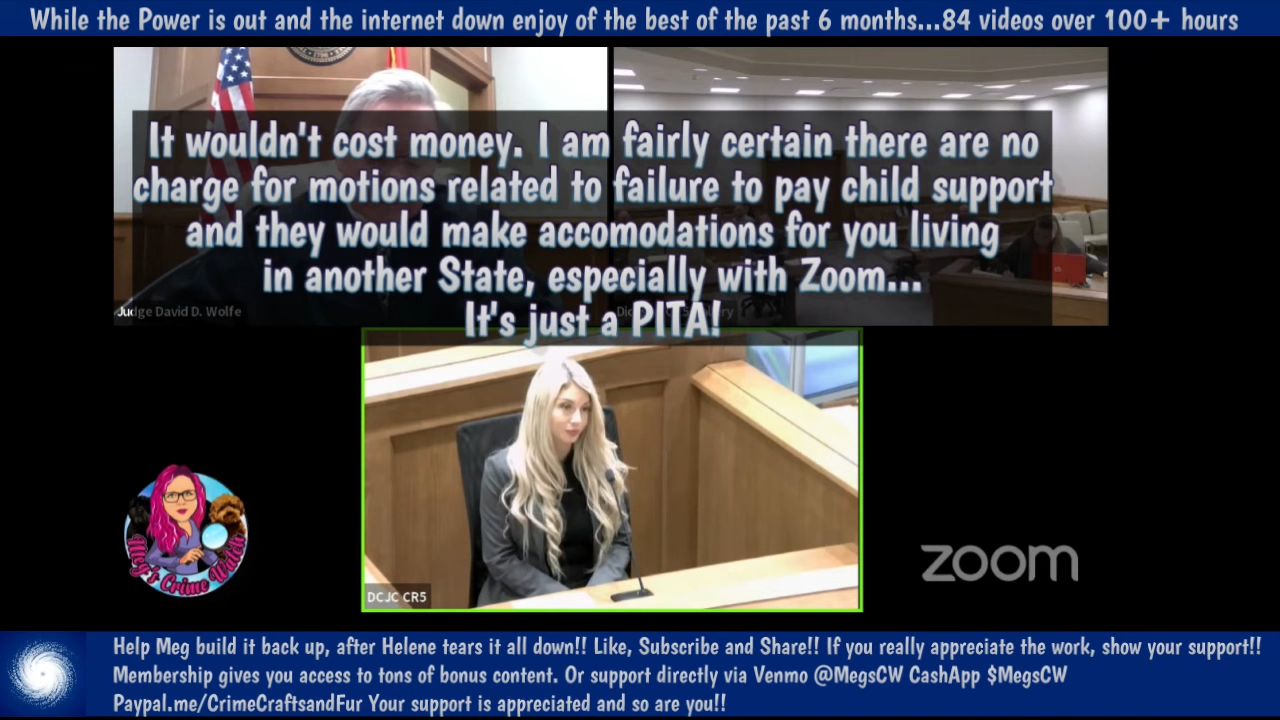 While the Power is out and the internet down enjoy of the best of the past 6 months...84 videos over 100+ hours
It wouldn't cost money. I am fairly certain there are no
charge for motions related to failure to pay child support
and they would make accomodations for you living
in another State, especially with Zoom...
It's just a PITA!
Judge David D. Wolfe
DCJC CR5
Meg's Crime Watch
zoom
Help Meg build it back up, after Helene tears it all down!! Like, Subscribe and Share!! If you really appreciate the work, show your support!!
Membership gives you access to tons of bonus content. Or support directly via Venmo @MegsCW CashApp $MegsCW
Paypal.me/CrimeCraftsandFur Your support is appreciated and so are you!!